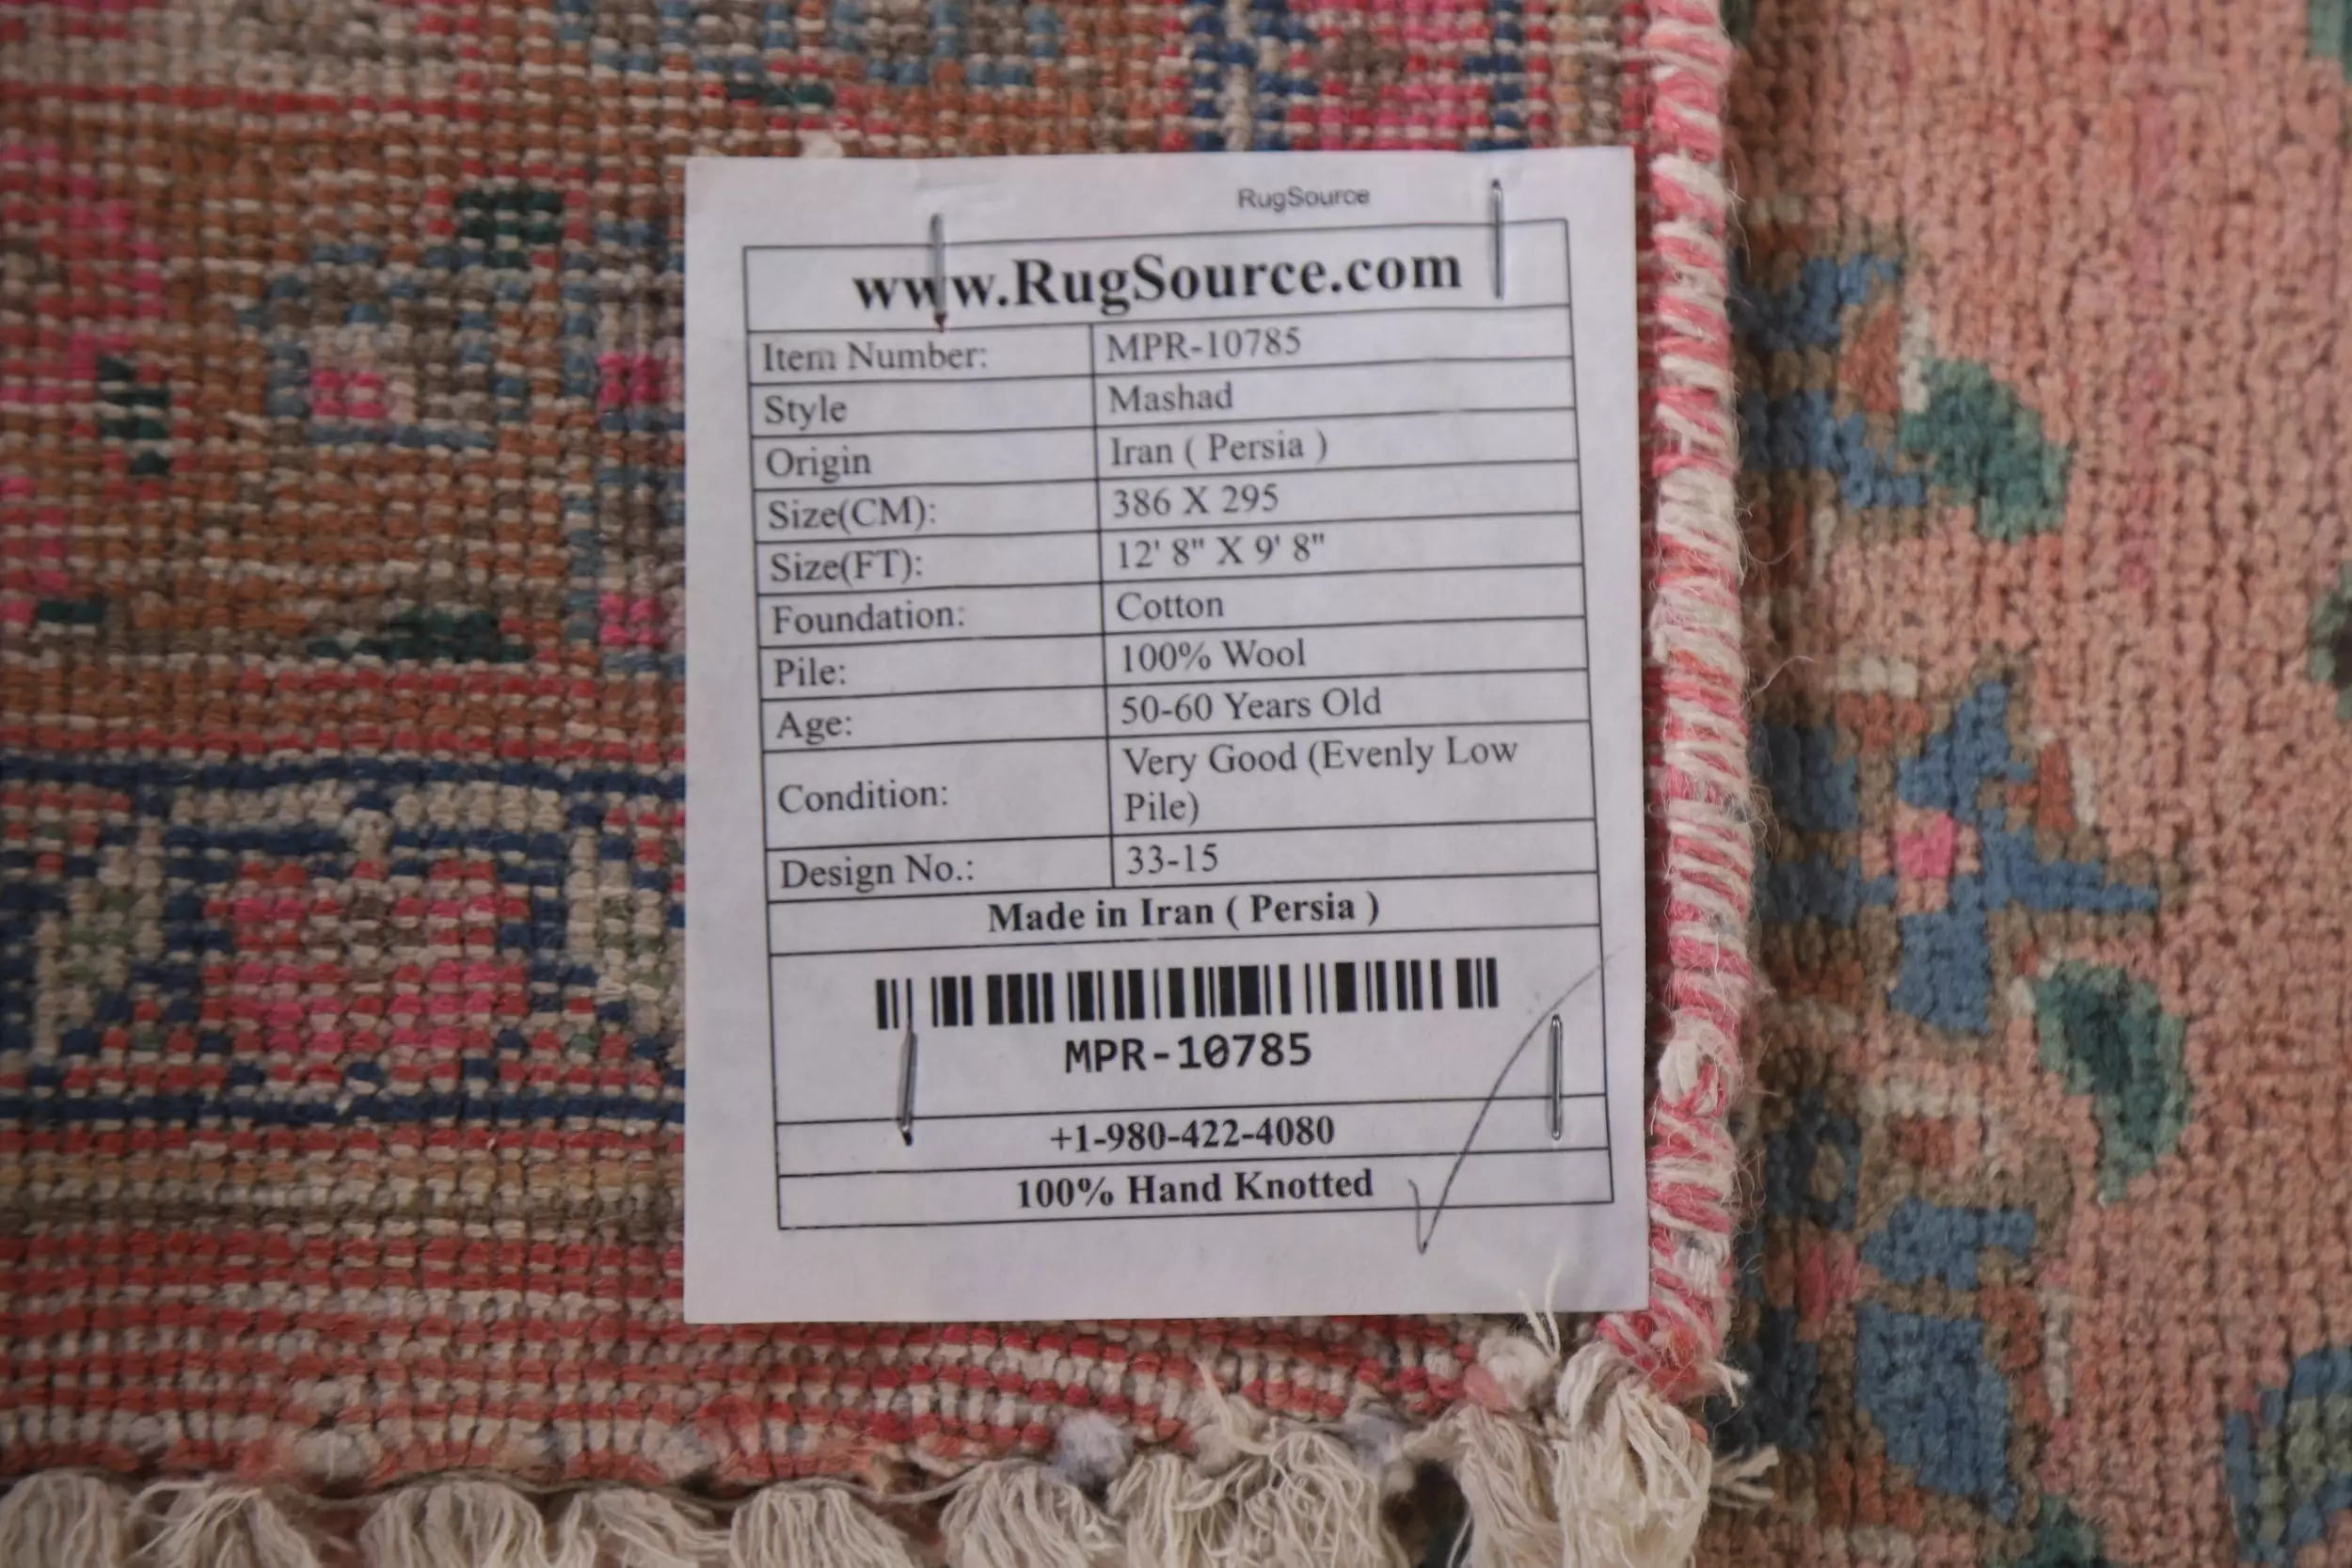 RugSource
www.RugSource.com
Item Number: MPR-10785
Style Mashad
Origin Iran ( Persia )
Size(CM): 386 X 295
Size(FT): 12' 8" X 9' 8"
Foundation: Cotton
Pile: 100% Wool
Age: 50-60 Years Old
Condition: Very Good (Evenly Low
Pile)
Design No.: 33-15
Made in Iran ( Persia )
MPR-10785
+1-980-422-4080
100% Hand Knotted